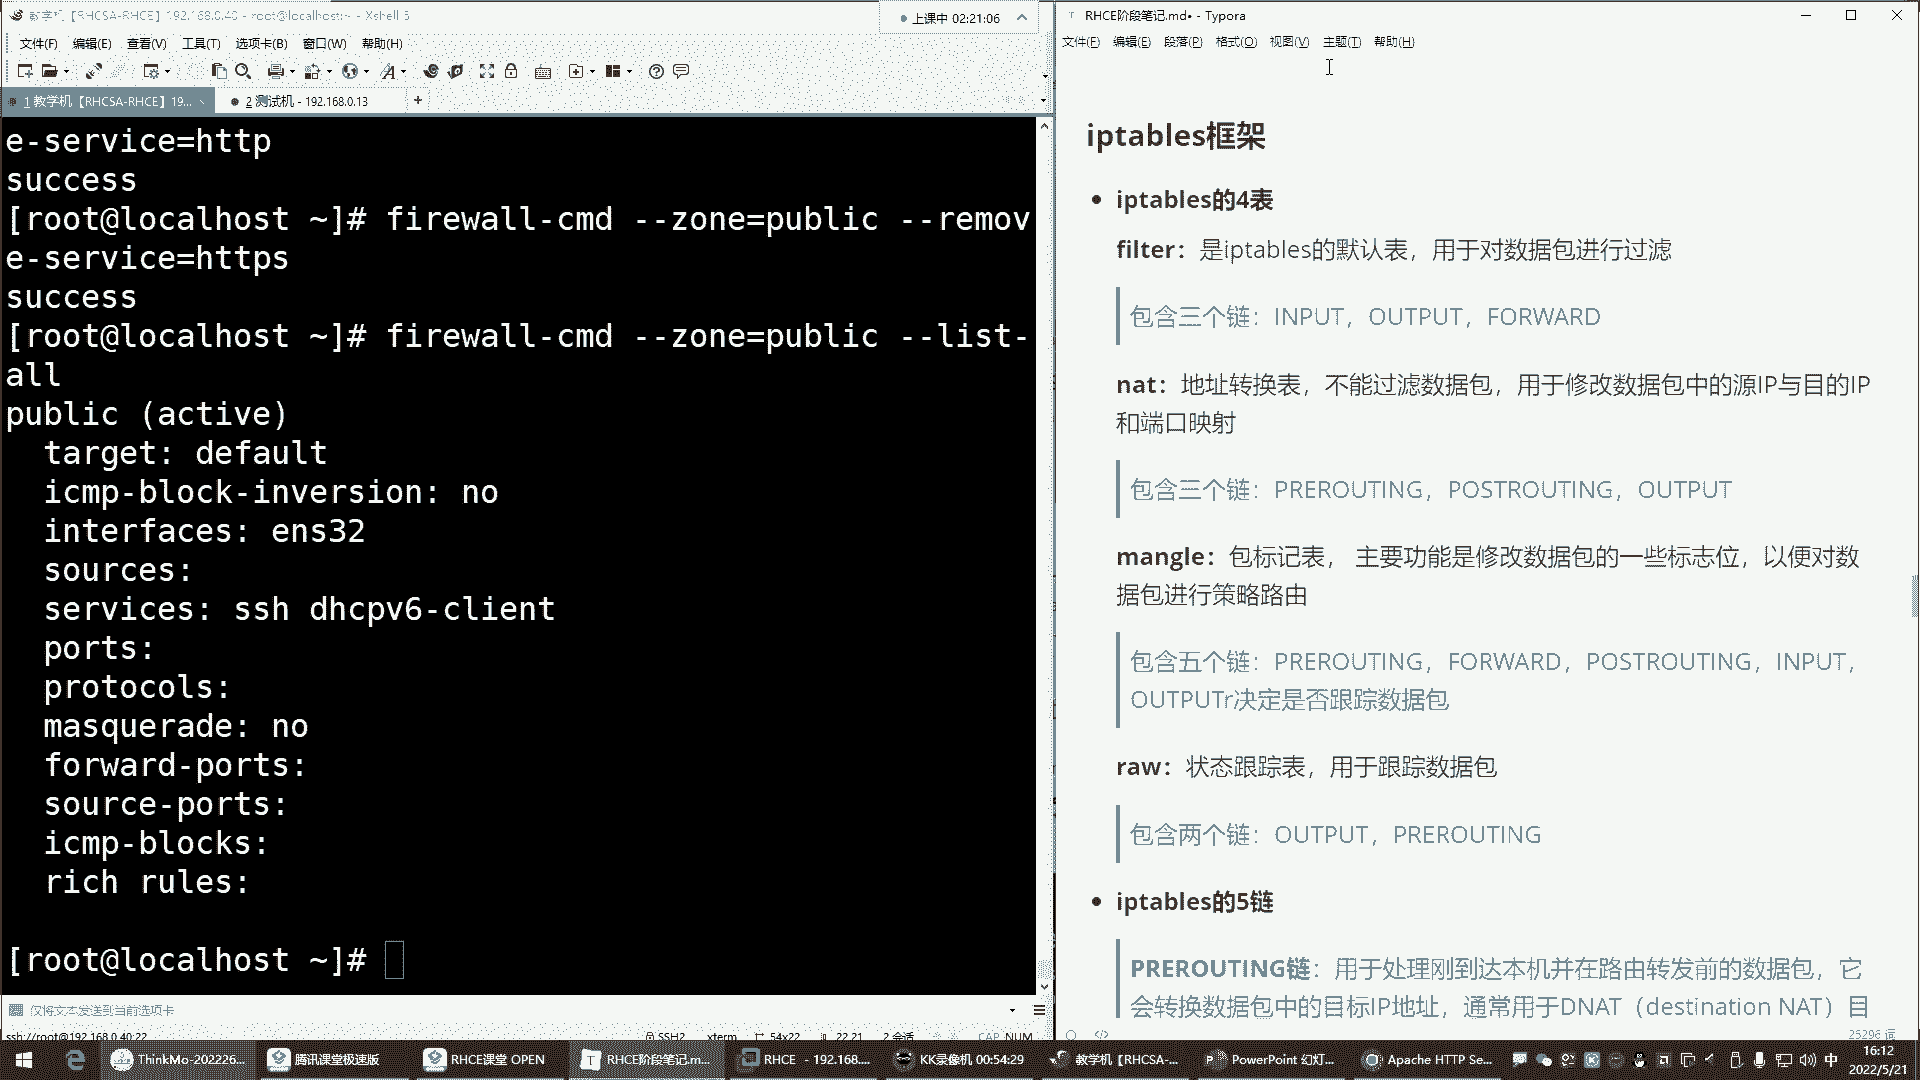 教学机【RHCSA-RHCE】192.168.0.40 - root@localhost:~ - Xshell 6
上课中 02:21:06
文件(F) 编辑(E) 查看(V) 工具(T) 选项卡(B) 窗口(W) 帮助(H)
1 教学机【RHCSA-RHCE】19...
2 测试机 - 192.168.0.13
e-service=http
success
[root@localhost ~]# firewall-cmd --zone=public --remov
e-service=https
success
[root@localhost ~]# firewall-cmd --zone=public --list-
all
public (active)
target: default
icmp-block-inversion: no
interfaces: ens32
sources:
services: ssh dhcpv6-client
ports:
protocols:
masquerade: no
forward-ports:
source-ports:
icmp-blocks:
rich rules:
[root@localhost ~]#
仅将文本发送到当前选项卡
ssh://root@192.168.0.40:22 SSH2 xterm 54x22 22,21 2 会话 CAP NUM
RHCE阶段笔记.md• - Typora
文件(F) 编辑(E) 段落(P) 格式(O) 视图(V) 主题(T) 帮助(H)
iptables框架
iptables的4表
filter：是iptables的默认表，用于对数据包进行过滤
包含三个链：INPUT，OUTPUT，FORWARD
nat：地址转换表，不能过滤数据包，用于修改数据包中的源IP与目的IP
和端口映射
包含三个链：PREROUTING，POSTROUTING，OUTPUT
mangle：包标记表， 主要功能是修改数据包的一些标志位，以便对数
据包进行策略路由
包含五个链：PREROUTING，FORWARD，POSTROUTING，INPUT，
OUTPUTr决定是否跟踪数据包
raw：状态跟踪表，用于跟踪数据包
包含两个链：OUTPUT，PREROUTING
iptables的5链
PREROUTING链：用于处理刚到达本机并在路由转发前的数据包，它
会转换数据包中的目标IP地址，通常用于DNAT（destination NAT）目
25296 词
ThinkMo-202226...
腾讯课堂极速版
RHCE课堂 OPEN
RHCE阶段笔记.m...
RHCE - 192.168....
KK录像机 00:54:29
教学机【RHCSA-...
PowerPoint 幻灯...
Apache HTTP Se...
中
16:12
2022/5/21